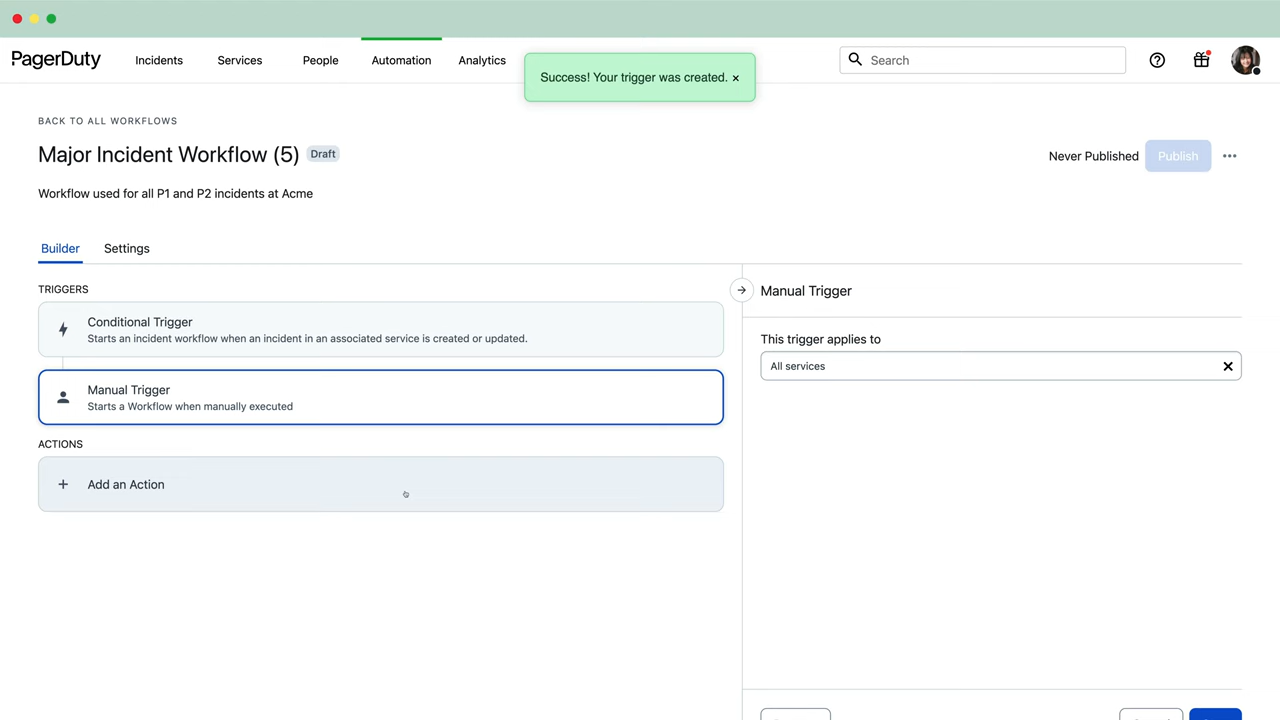 PagerDuty
Incidents
Services
People
Automation
Analytics
Success! Your trigger was created. ×
Search
BACK TO ALL WORKFLOWS
Major Incident Workflow (5)
Draft
Never Published
Publish
Workflow used for all P1 and P2 incidents at Acme
Builder
Settings
TRIGGERS
Conditional Trigger
Starts an incident workflow when an incident in an associated service is created or updated.
Manual Trigger
Starts a Workflow when manually executed
ACTIONS
Add an Action
Manual Trigger
This trigger applies to
All services